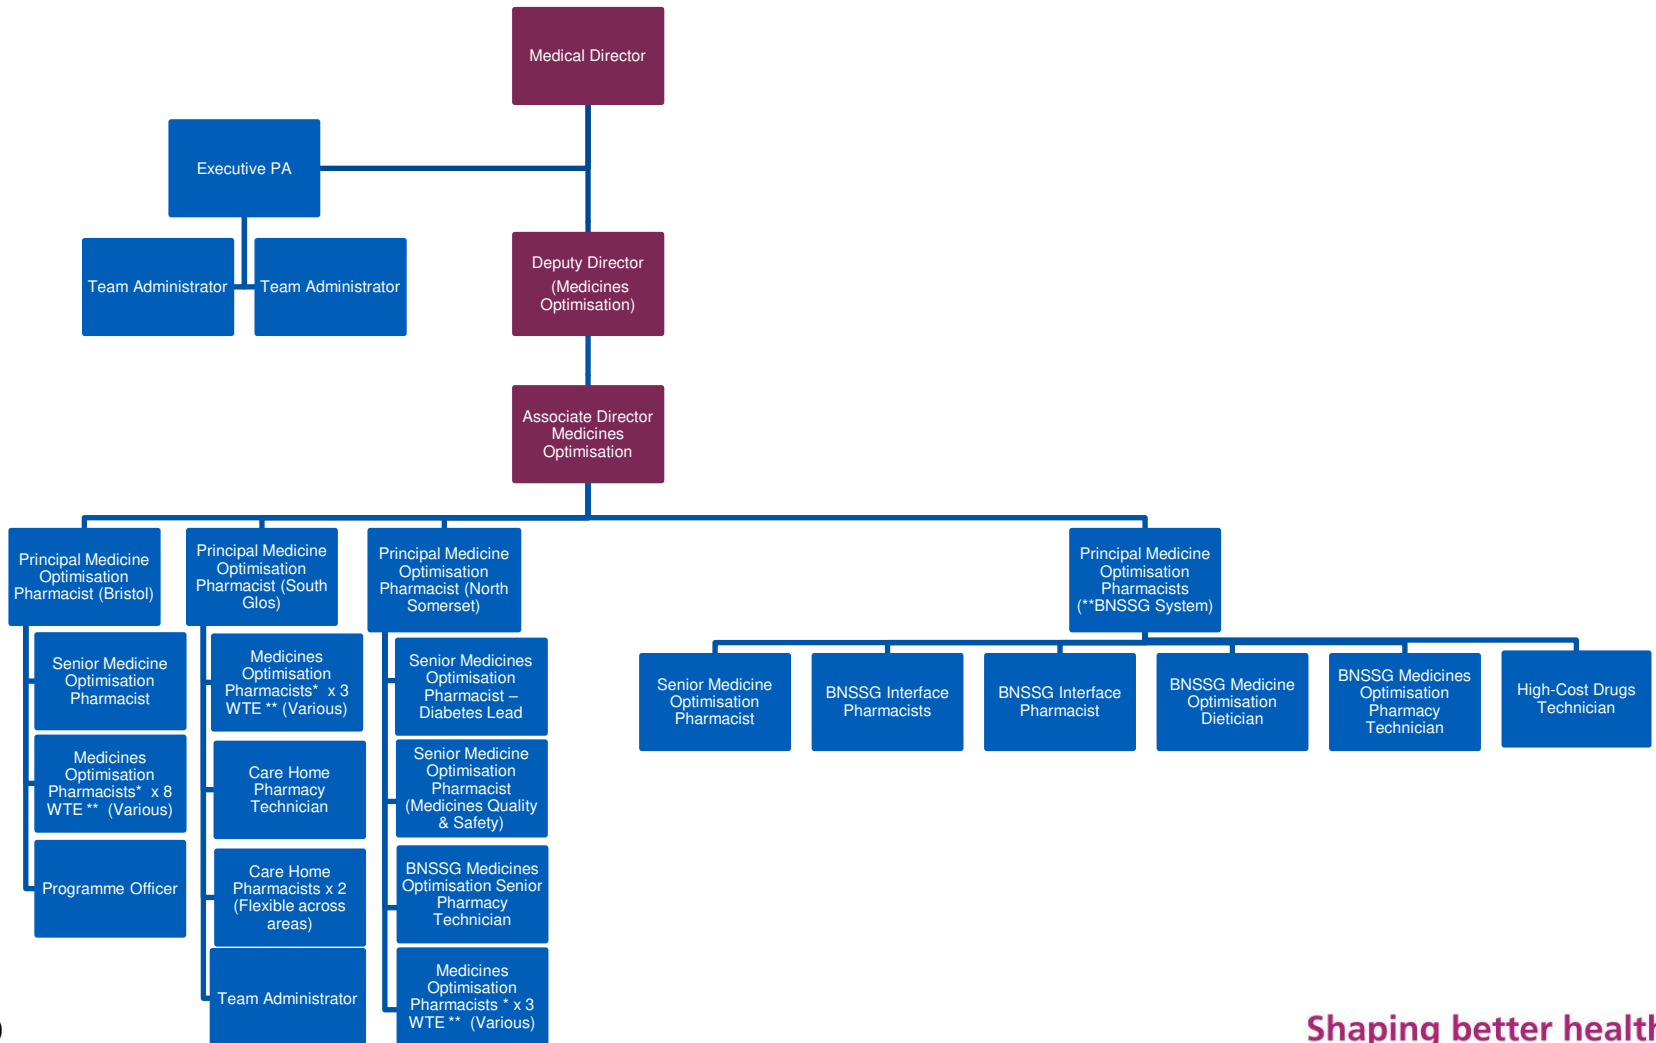 Medical Director
Executive PA
Team Administrator
Team Administrator
Deputy Director
(Medicines
Optimisation)
Associate Director
Medicines
Optimisation
Principal Medicine
Optimisation
Pharmacist (Bristol)
Senior Medicine
Optimisation
Pharmacist
Medicines
Optimisation
Pharmacists* x 8
WTE ** (Various)
Programme Officer
Principal Medicine
Optimisation
Pharmacist (South
Glos)
Medicines
Optimisation
Pharmacists* x 3
WTE ** (Various)
Care Home
Pharmacy
Technician
Care Home
Pharmacists x 2
(Flexible across
areas)
Team Administrator
Principal Medicine
Optimisation
Pharmacist (North
Somerset)
Senior Medicines
Optimisation
Pharmacist –
Diabetes Lead
Senior Medicine
Optimisation
Pharmacist
(Medicines Quality
& Safety)
BNSSG Medicines
Optimisation Senior
Pharmacy
Technician
Medicines
Optimisation
Pharmacists * x 3
WTE ** (Various)
Principal Medicine
Optimisation
Pharmacists
(**BNSSG System)
Senior Medicine
Optimisation
Pharmacist
BNSSG Interface
Pharmacists
BNSSG Interface
Pharmacist
BNSSG Medicine
Optimisation
Dietician
BNSSG Medicines
Optimisation
Pharmacy
Technician
High-Cost Drugs
Technician
Shaping better health